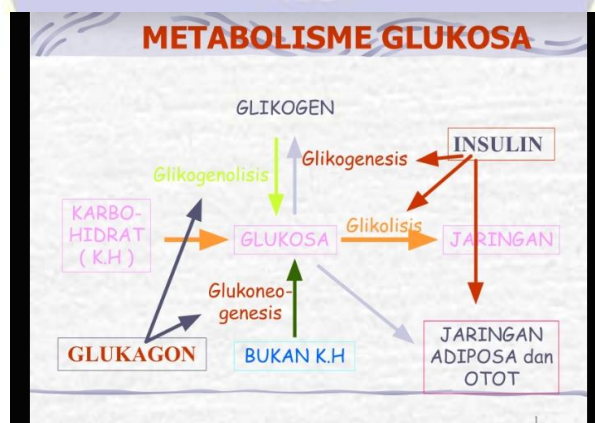 METABOLISME GLUKOSA
GLIKOGEN
INSULIN
Glikogenesis
Glikogenolisis
KARBO-
HIDRAT
( K.H )
GLUKOSA
Glikolisis
JARINGAN
Glukoneo-
genesis
GLUKAGON
BUKAN K.H
JARINGAN
ADIPOSA dan
OTOT